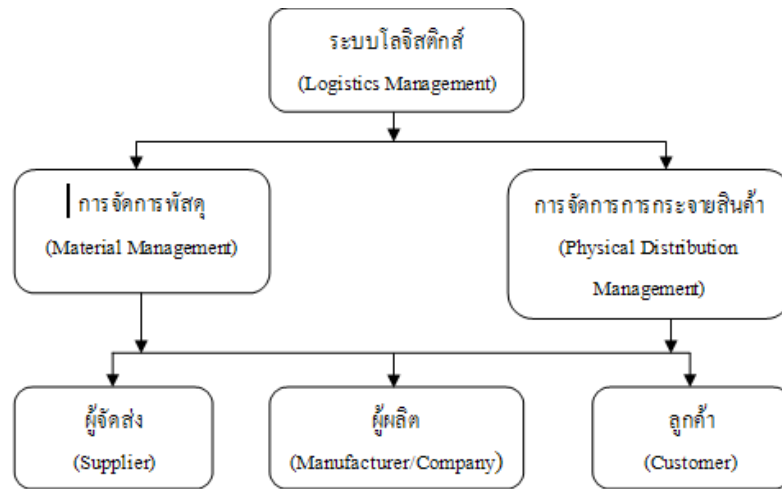 ระบบโลจิสติกส์
(Logistics Management)
การจัดการพัสดุ
(Material Management)
การจัดการการกระจายสินค้า
(Physical Distribution
Management)
ผู้จัดส่ง
(Supplier)
ผู้ผลิต
(Manufacturer/Company)
ลูกค้า
(Customer)